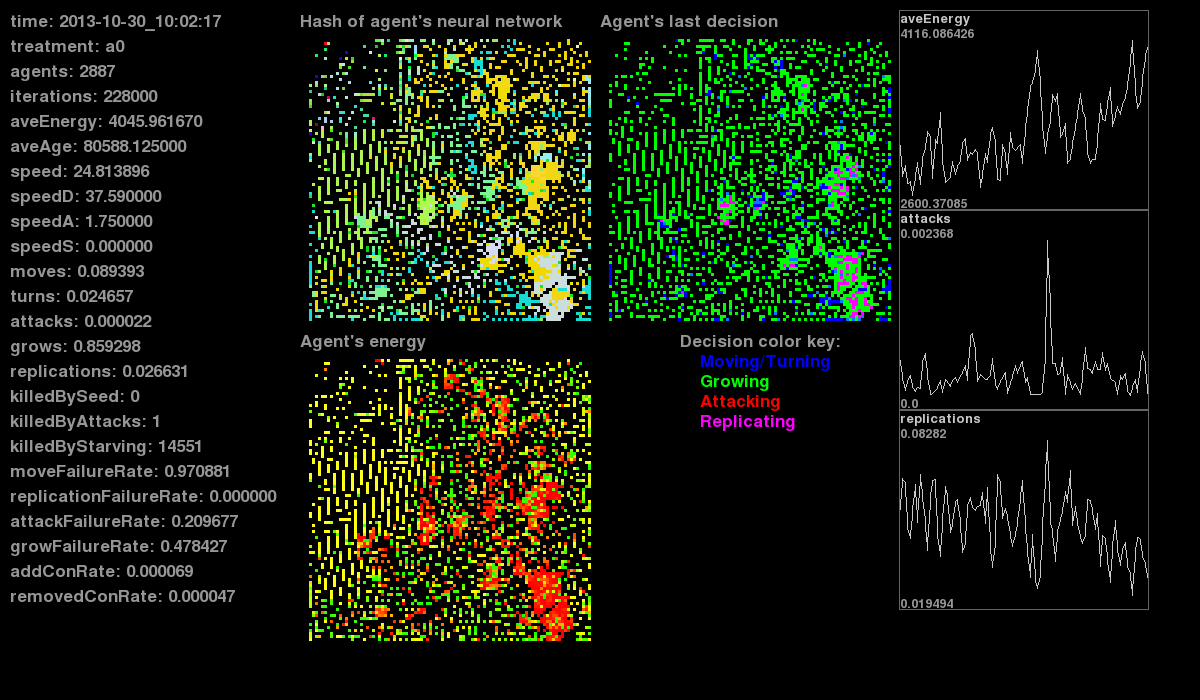 time: 2013-10-30_10:02:17
treatment: a0
agents: 2887
iterations: 228000
aveEnergy: 4045.961670
aveAge: 80588.125000
speed: 24.813896
speedD: 37.590000
speedA: 1.750000
speedS: 0.000000
moves: 0.089393
turns: 0.024657
attacks: 0.000022
grows: 0.859298
replications: 0.026631
killedBySeed: 0
killedByAttacks: 1
killedByStarving: 14551
moveFailureRate: 0.970881
replicationFailureRate: 0.000000
attackFailureRate: 0.209677
growFailureRate: 0.478427
addConRate: 0.000069
removedConRate: 0.000047
Hash of agent's neural network
Agent's last decision
Agent's energy
Decision color key:
Moving/Turning
Growing
Attacking
Replicating
aveEnergy
4116.086426
2600.37085
attacks
0.002368
0.0
replications
0.08282
0.019494